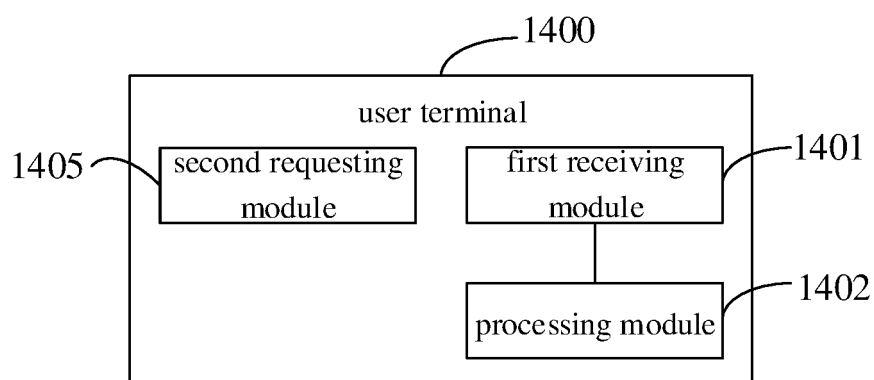 1400
user terminal
1405
second requesting
module
first receiving
module
1401
processing module
1402